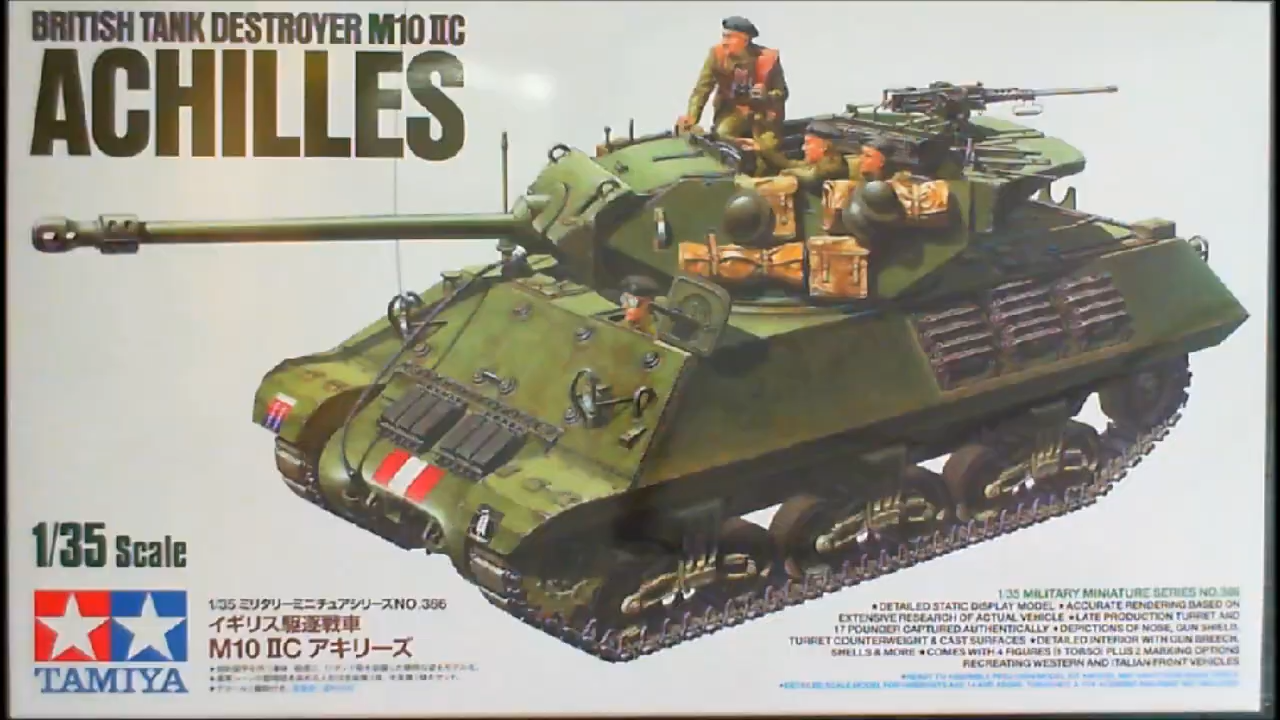 BRITISH TANK DESTROYER M10 IIC
ACHILLES
1/35 Scale
TAMIYA
1/35 ミリタリーミニチュアシリーズNO.366
イギリス駆逐戦車
M10 IIC アキリーズ
1/35 MILITARY MINIATURE SERIES NO.366
★DETAILED STATIC DISPLAY MODEL ★ACCURATE RENDERING BASED ON
EXTENSIVE RESEARCH OF ACTUAL VEHICLE ★LATE PRODUCTION TURRET AND
17 POUNDER CAPTURED AUTHENTICALLY ★DEPICTIONS OF NOSE, GUN SHIELD,
TURRET COUNTERWEIGHT & CAST SURFACES ★DETAILED INTERIOR WITH GUN BREECH,
SHELLS & MORE ★COMES WITH 4 FIGURES (1 TORSO) PLUS 2 MARKING OPTIONS
RECREATING WESTERN AND ITALIAN FRONT VEHICLES